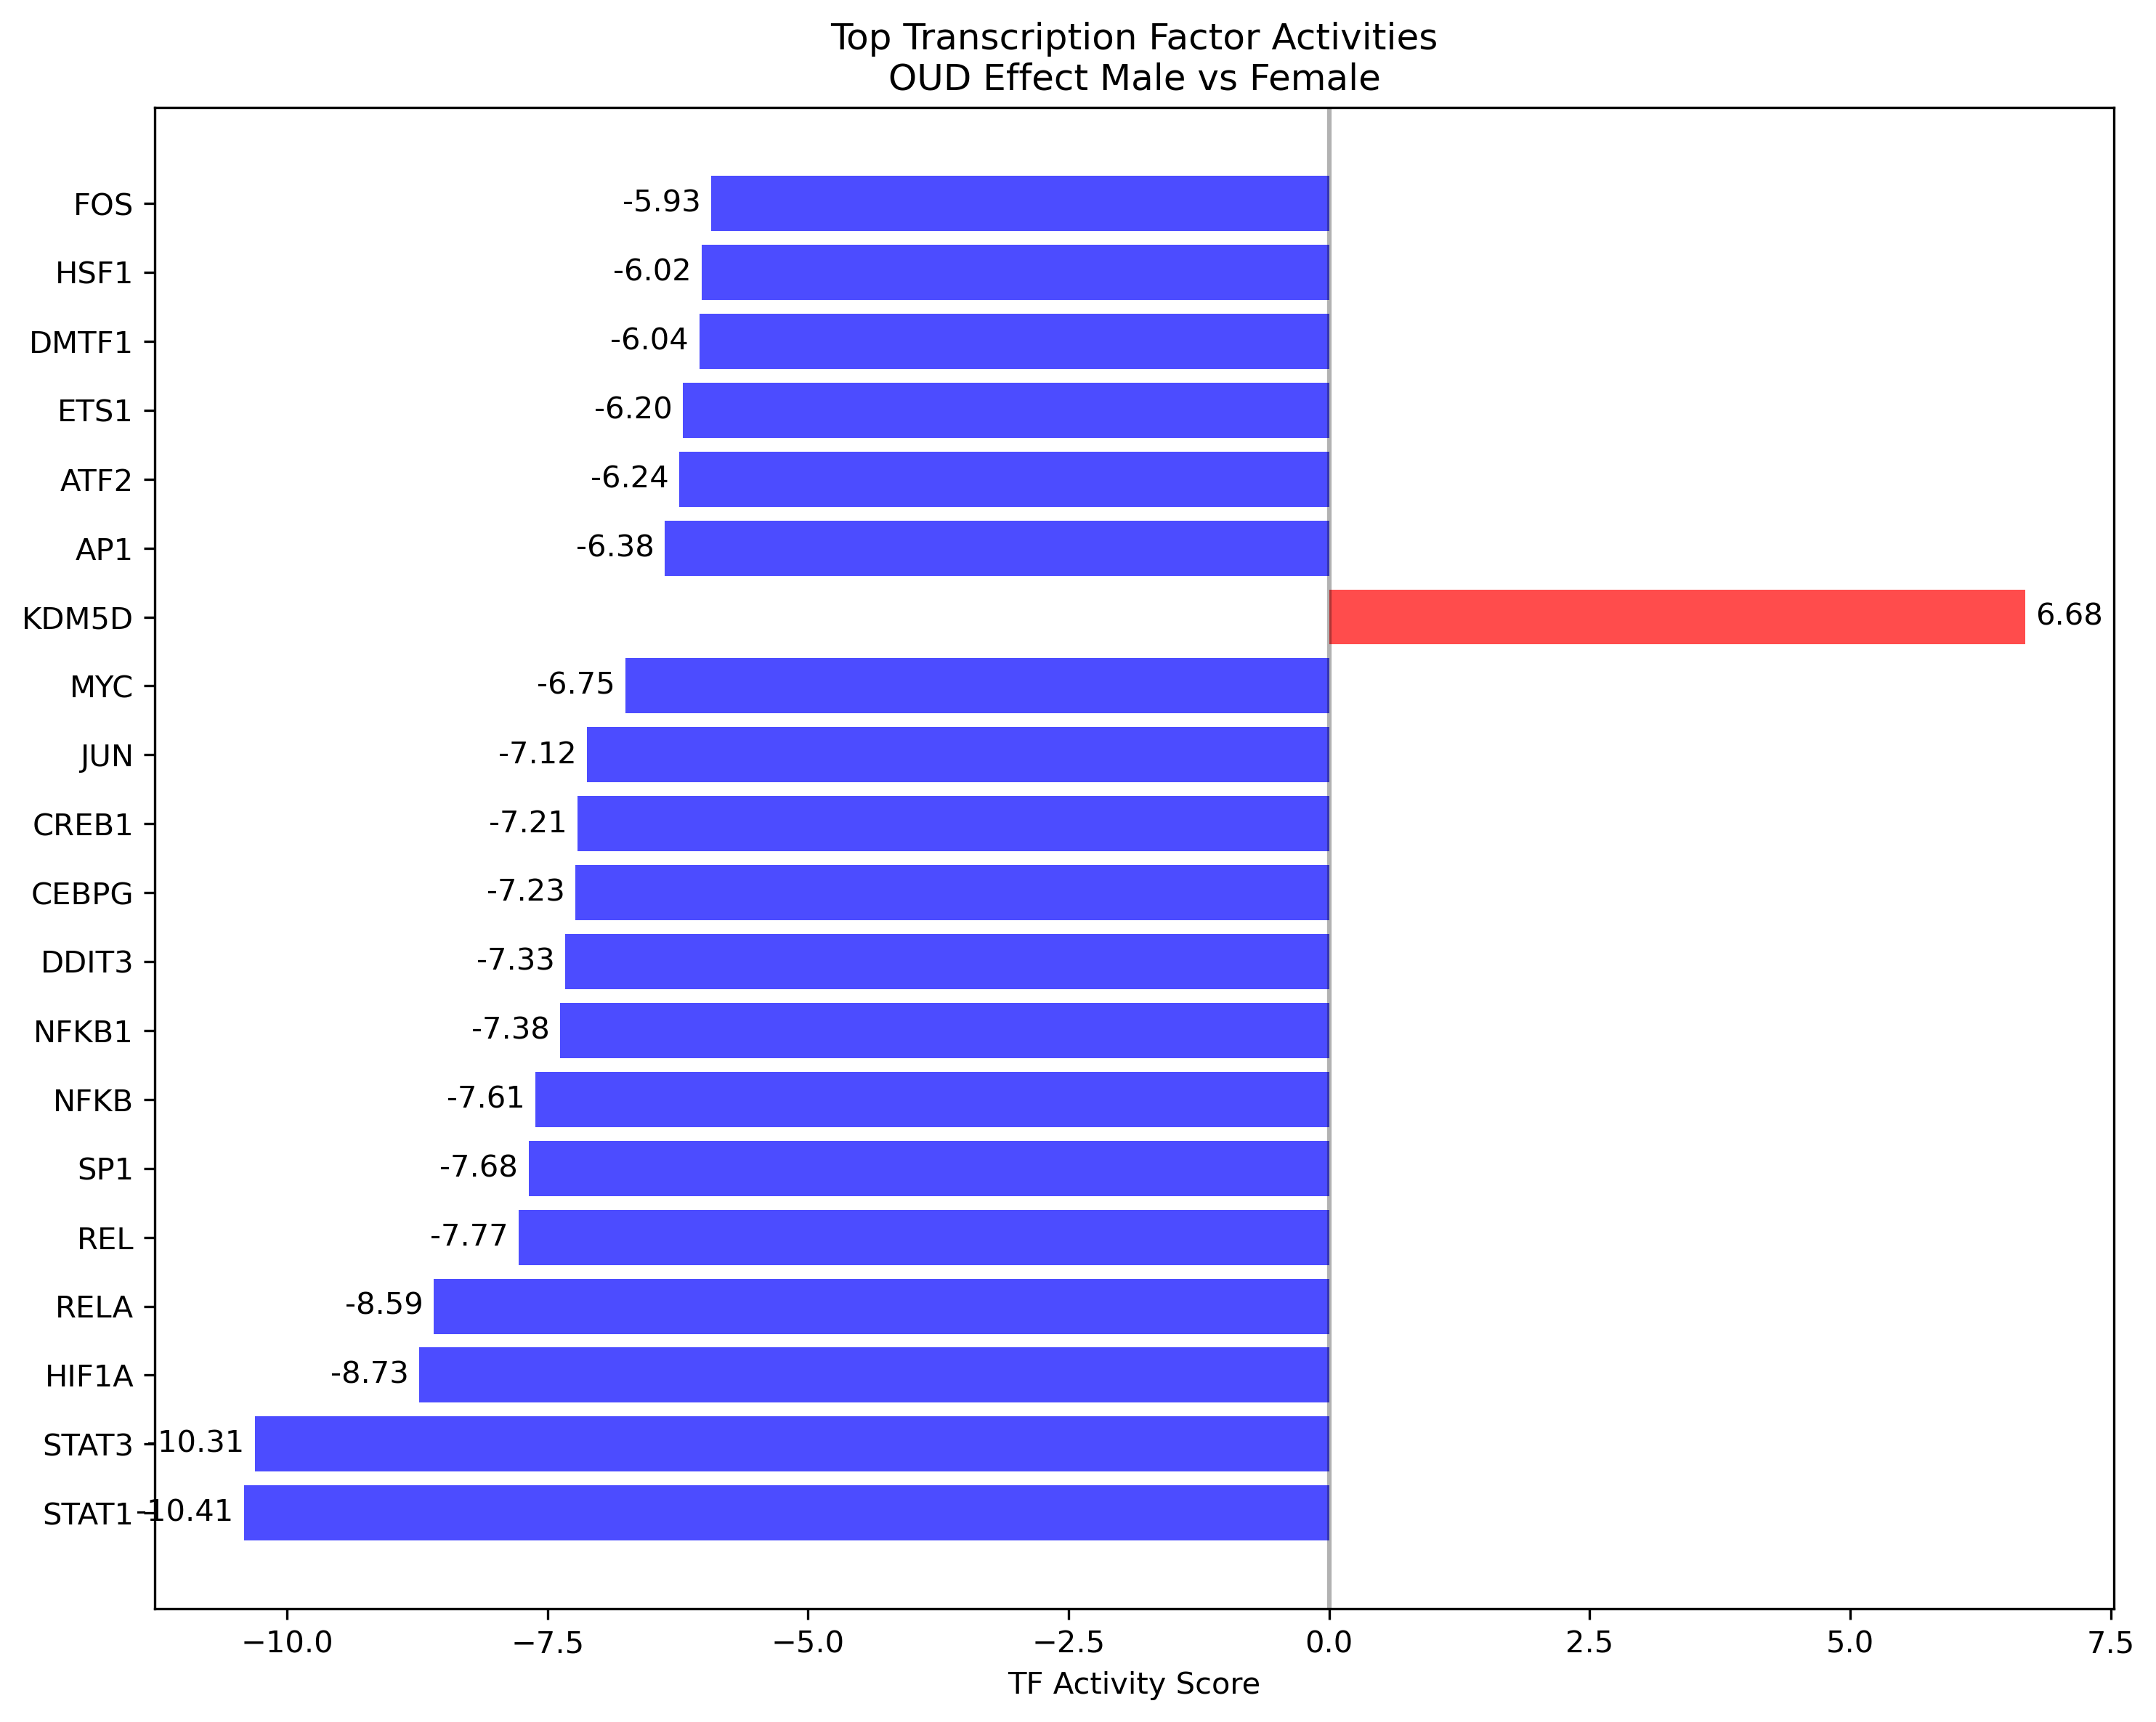 Top Transcription Factor Activities
OUD Effect Male vs Female
FOS -5.93
HSF1 -6.02
DMTF1 -6.04
ETS1 -6.20
ATF2 -6.24
AP1 -6.38
KDM5D 6.68
MYC -6.75
JUN -7.12
CREB1 -7.21
CEBPG -7.23
DDIT3 -7.33
NFKB1 -7.38
NFKB -7.61
SP1 -7.68
REL -7.77
RELA -8.59
HIF1A -8.73
STAT3 -10.31
STAT1 -10.41
−10.0 −7.5 −5.0 −2.5 0.0 2.5 5.0 7.5
TF Activity Score